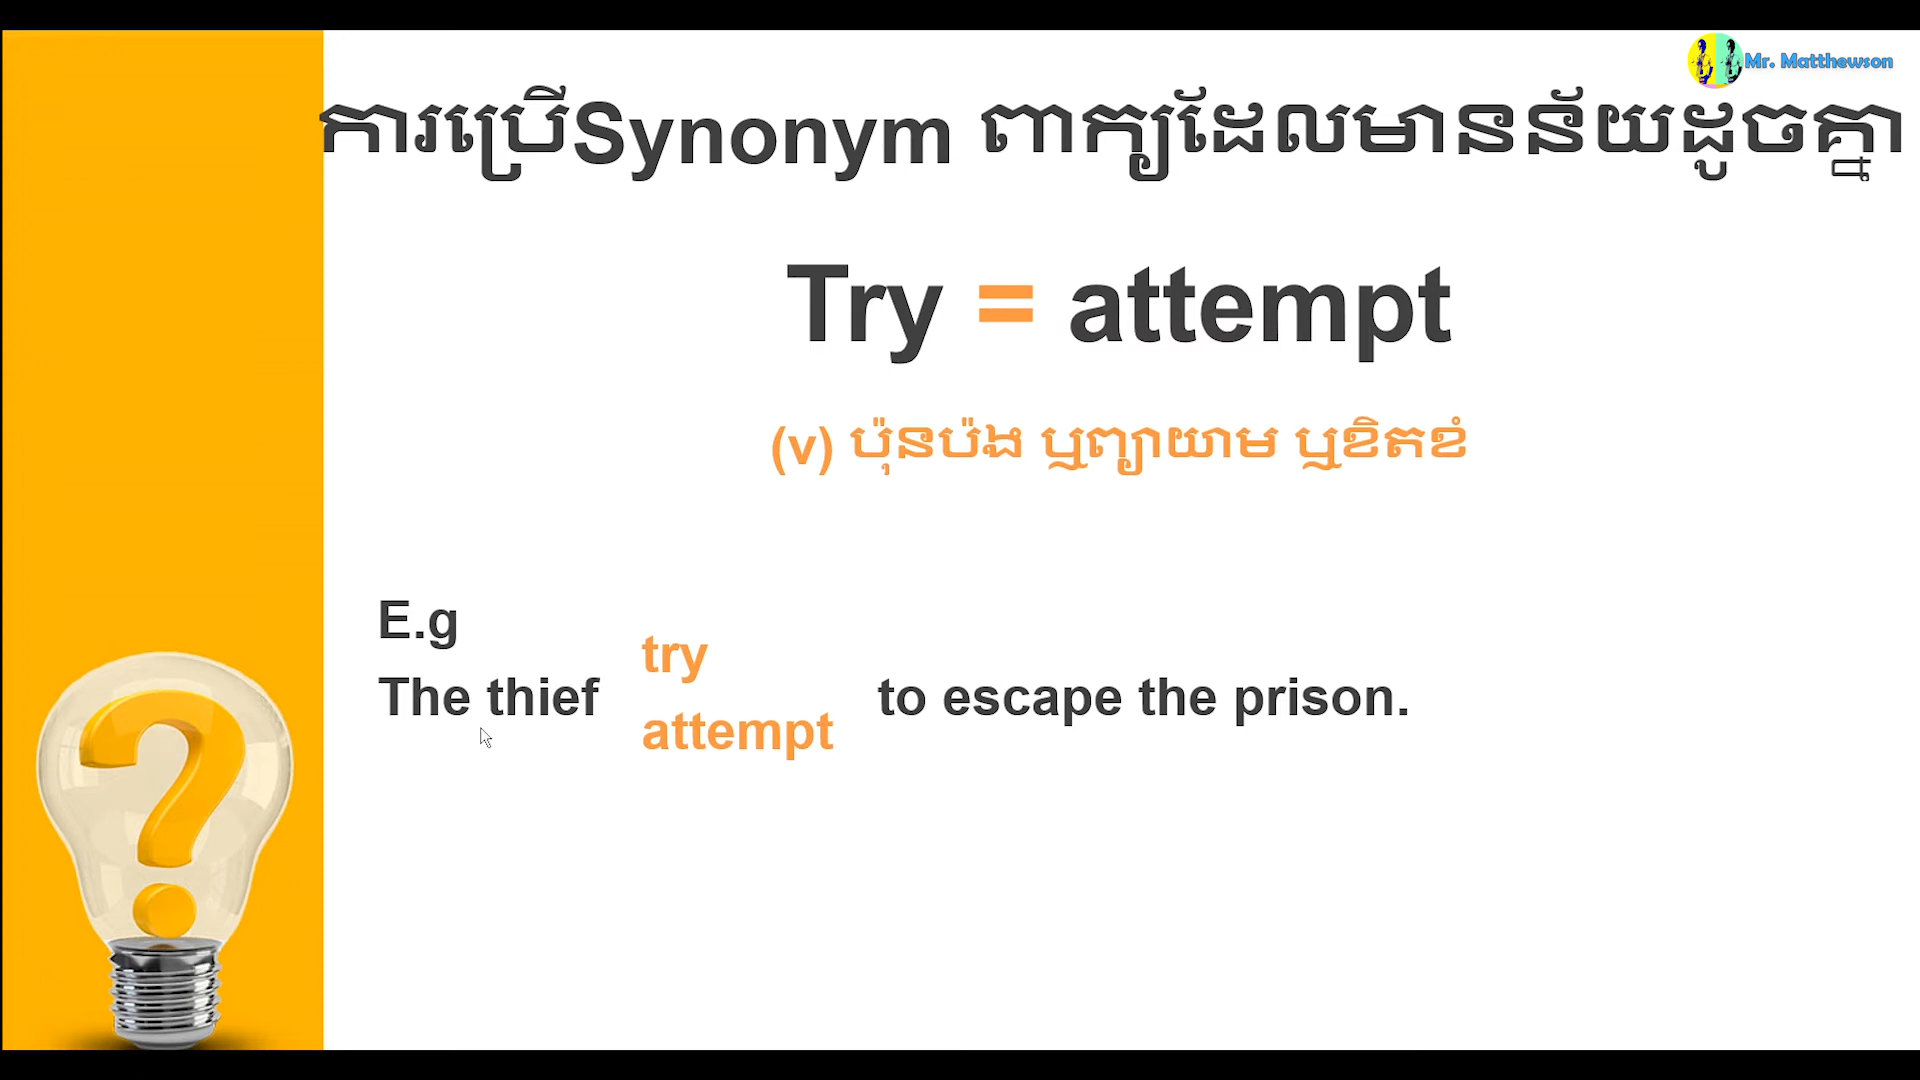 Mr. Matthewson
ការប្រើSynonym ពាក្យដែលមានន័យដូចគ្នា
Try = attempt
(v) ប៉ុនប៉ង ឬព្យាយាម ឬខិតខំ
E.g
try
The thief to escape the prison.
attempt